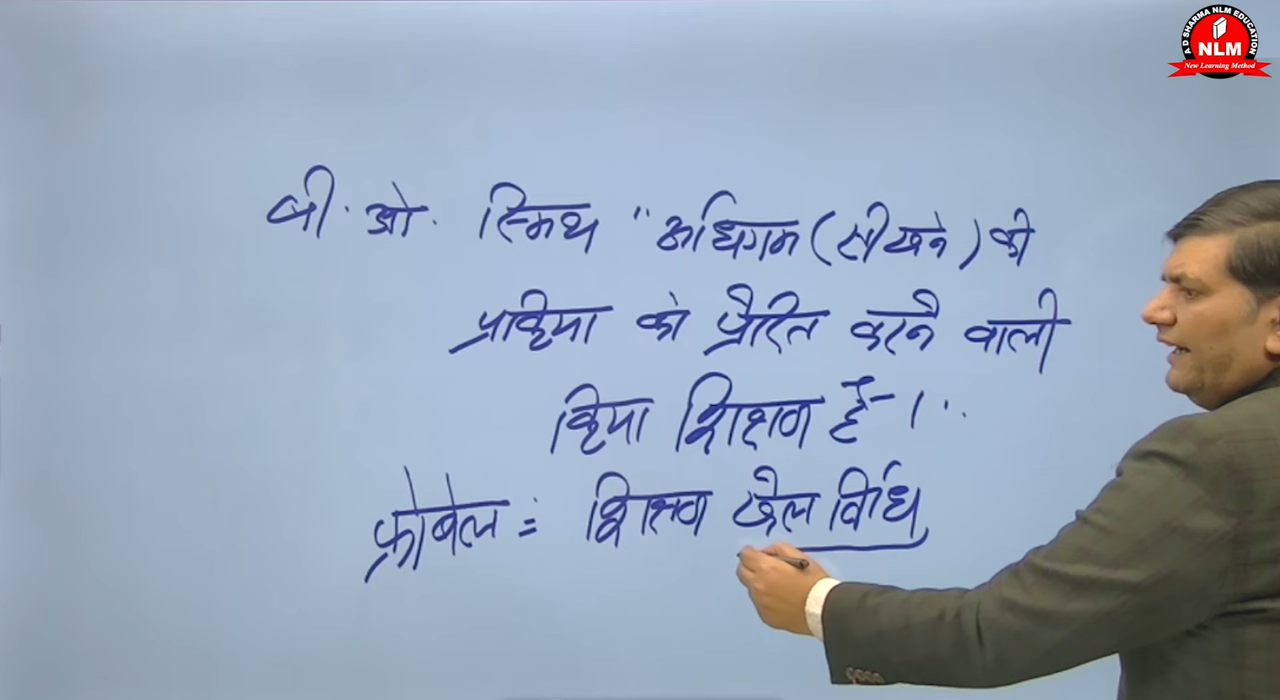 A D SHARMA NLM EDUCATION
NLM
New Learning Method
बी. ओ. स्मिथ "अधिगम (सीखने) की
प्रक्रिया को प्रेरित करने वाली
क्रिया शिक्षण है-।"
फ्रोबेल = शिक्षण खेल विधि